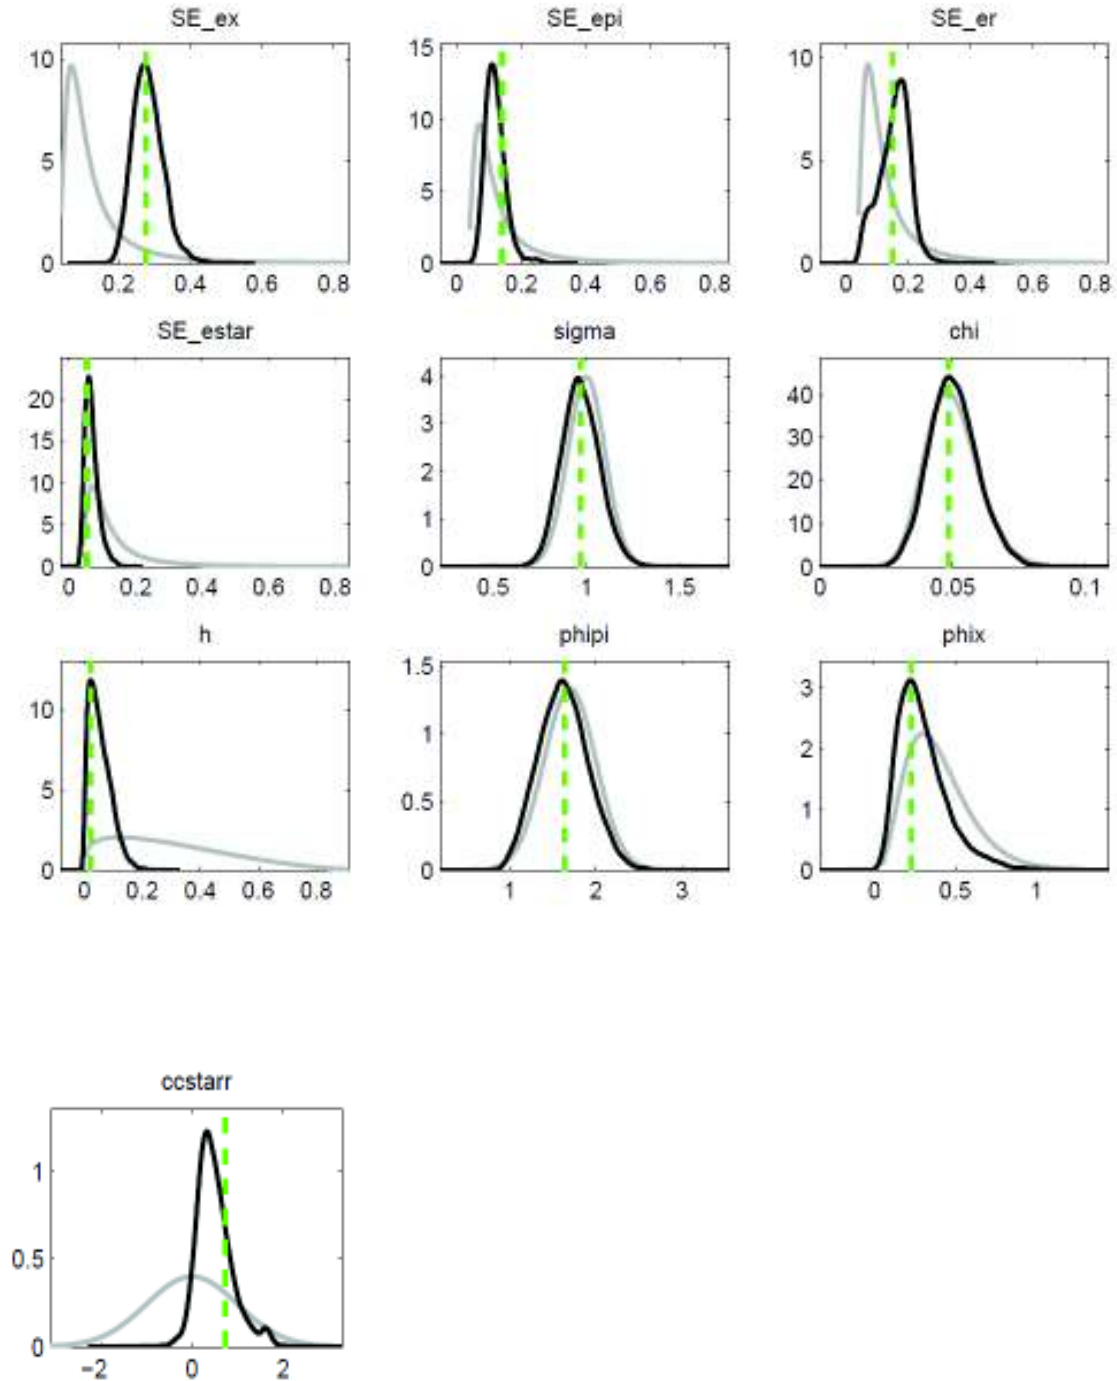 SE_ex SE_epi SE_er
10 5 0 0.2 0.4 0.6 0.8
15 10 5 0 0 0.2 0.4 0.6 0.8
10 5 0 0 0.2 0.4 0.6 0.8
SE_estar sigma chi
20 15 10 5 0 0 0.2 0.4 0.6 0.8
4 3 2 1 0 0.5 1 1.5
40 30 20 10 0 0 0.05 0.1
h phipi phix
10 5 0 0 0.2 0.4 0.6 0.8
1.5 1 0.5 0 1 2 3
3 2 1 0 0 0.5 1
ccstarr
1 0.5 0 −2 0 2